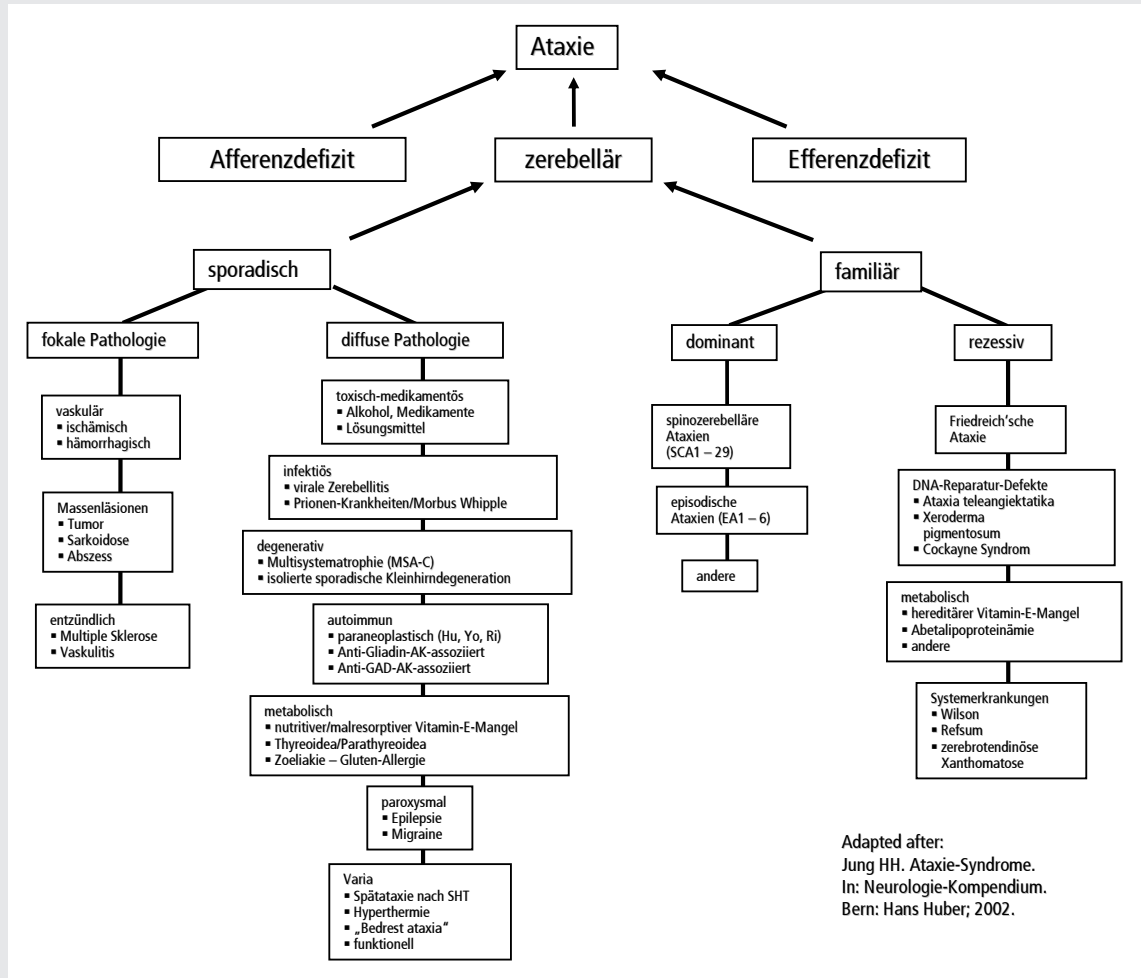 Ataxie
Afferenzdefizit
zerebellär
Efferenzdefizit
sporadisch
familiär
fokale Pathologie
diffuse Pathologie
dominant
rezessiv
vaskulär
▪ ischämisch
▪ hämorrhagisch
Massenläsionen
▪ Tumor
▪ Sarkoidose
▪ Abszess
entzündlich
▪ Multiple Sklerose
▪ Vaskulitis
toxisch-medikamentös
▪ Alkohol, Medikamente
▪ Lösungsmittel
infektiös
▪ virale Zerebellitis
▪ Prionen-Krankheiten/Morbus Whipple
degenerativ
▪ Multisystematrophie (MSA-C)
▪ isolierte sporadische Kleinhirndegeneration
autoimmun
▪ paraneoplastisch (Hu, Yo, Ri)
▪ Anti-Gliadin-AK-assoziiert
▪ Anti-GAD-AK-assoziiert
metabolisch
▪ nutritiver/malresorptiver Vitamin-E-Mangel
▪ Thyreoidea/Parathyreoidea
▪ Zoeliakie – Gluten-Allergie
paroxysmal
▪ Epilepsie
▪ Migraine
Varia
▪ Spätataxie nach SHT
▪ Hyperthermie
▪ „Bedrest ataxia“
▪ funktionell
spinozerebelläre
Ataxien
(SCA1 – 29)
episodische
Ataxien (EA1 – 6)
andere
Friedreich’sche
Ataxie
DNA-Reparatur-Defekte
▪ Ataxia teleangiektatika
▪ Xeroderma
pigmentosum
▪ Cockayne Syndrom
metabolisch
▪ hereditärer Vitamin-E-Mangel
▪ Abetalipoproteinämie
▪ andere
Systemerkrankungen
▪ Wilson
▪ Refsum
▪ zerebrotendinöse
Xanthomatose
Adapted after:
Jung HH. Ataxie-Syndrome.
In: Neurologie-Kompendium.
Bern: Hans Huber; 2002.